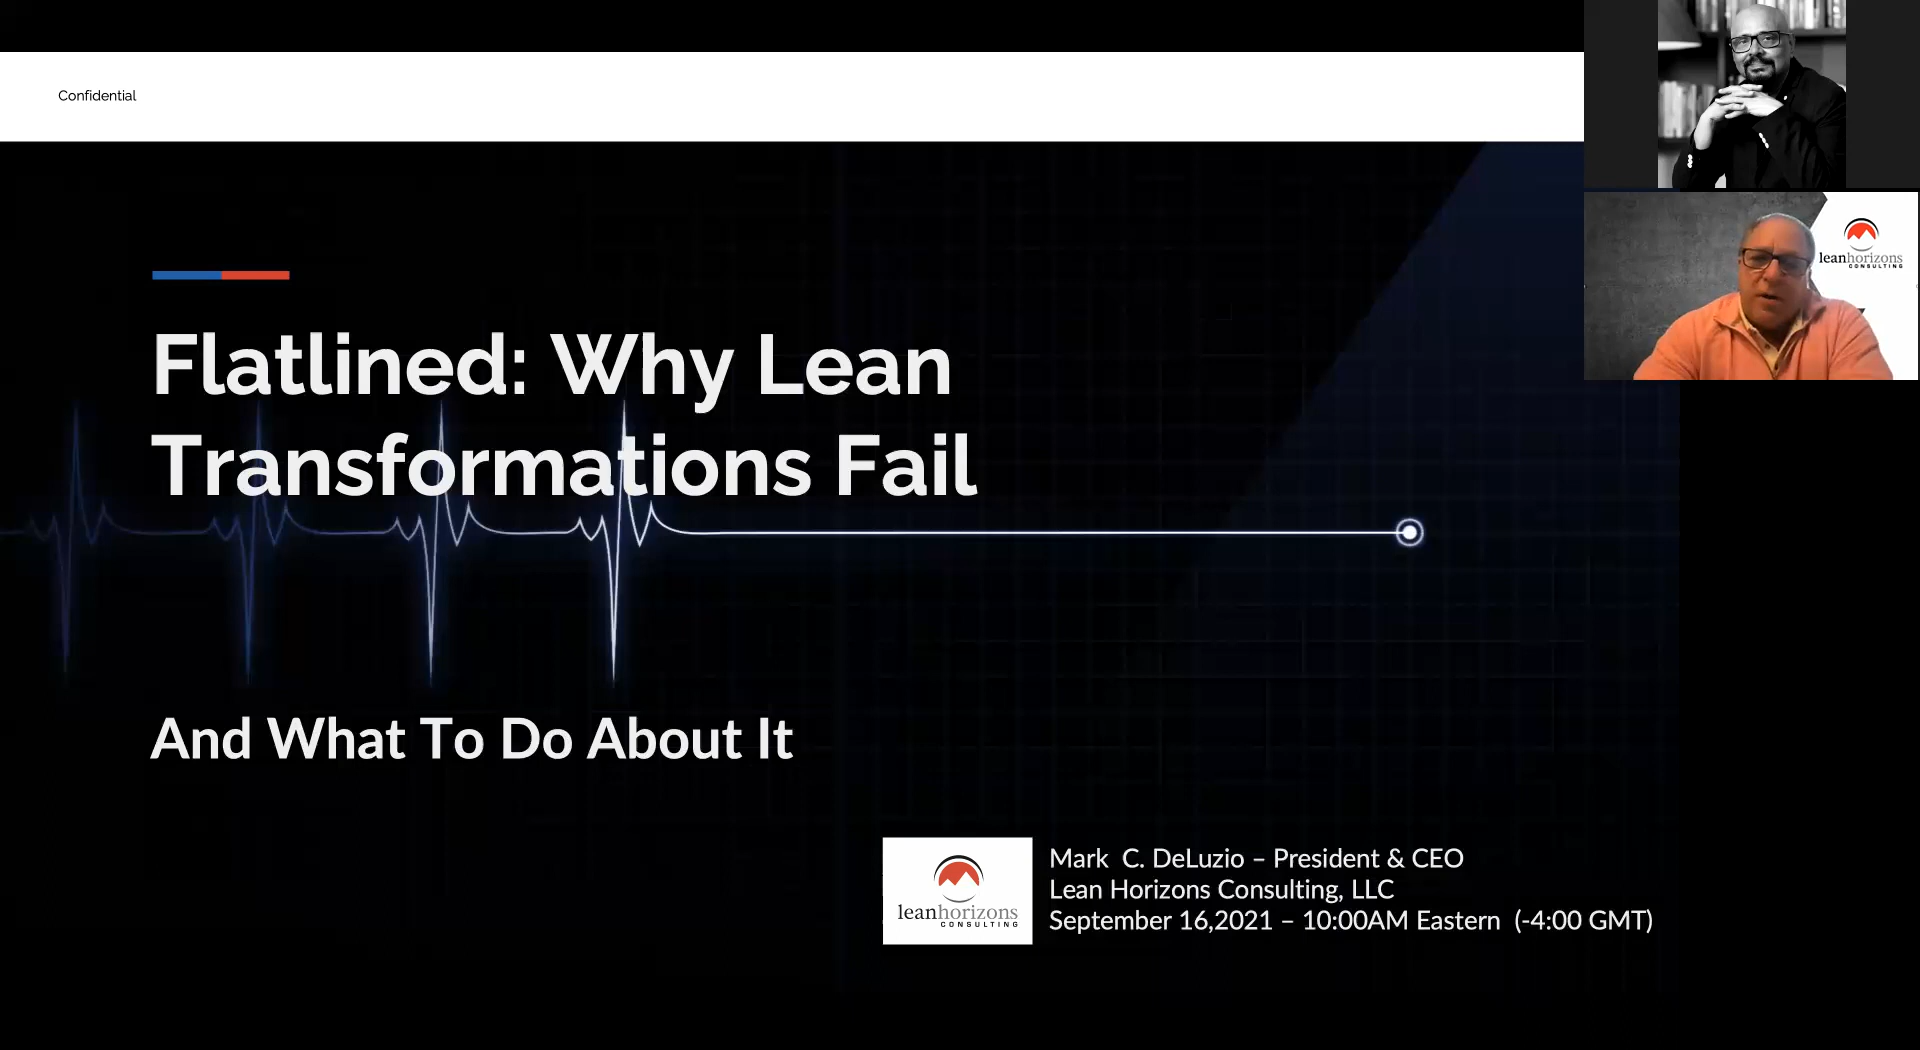 Confidential
leanhorizons
CONSULTING
Flatlined: Why Lean
Transformations Fail
And What To Do About It
leanhorizons
CONSULTING
Mark C. DeLuzio – President & CEO
Lean Horizons Consulting, LLC
September 16,2021 – 10:00AM Eastern (-4:00 GMT)